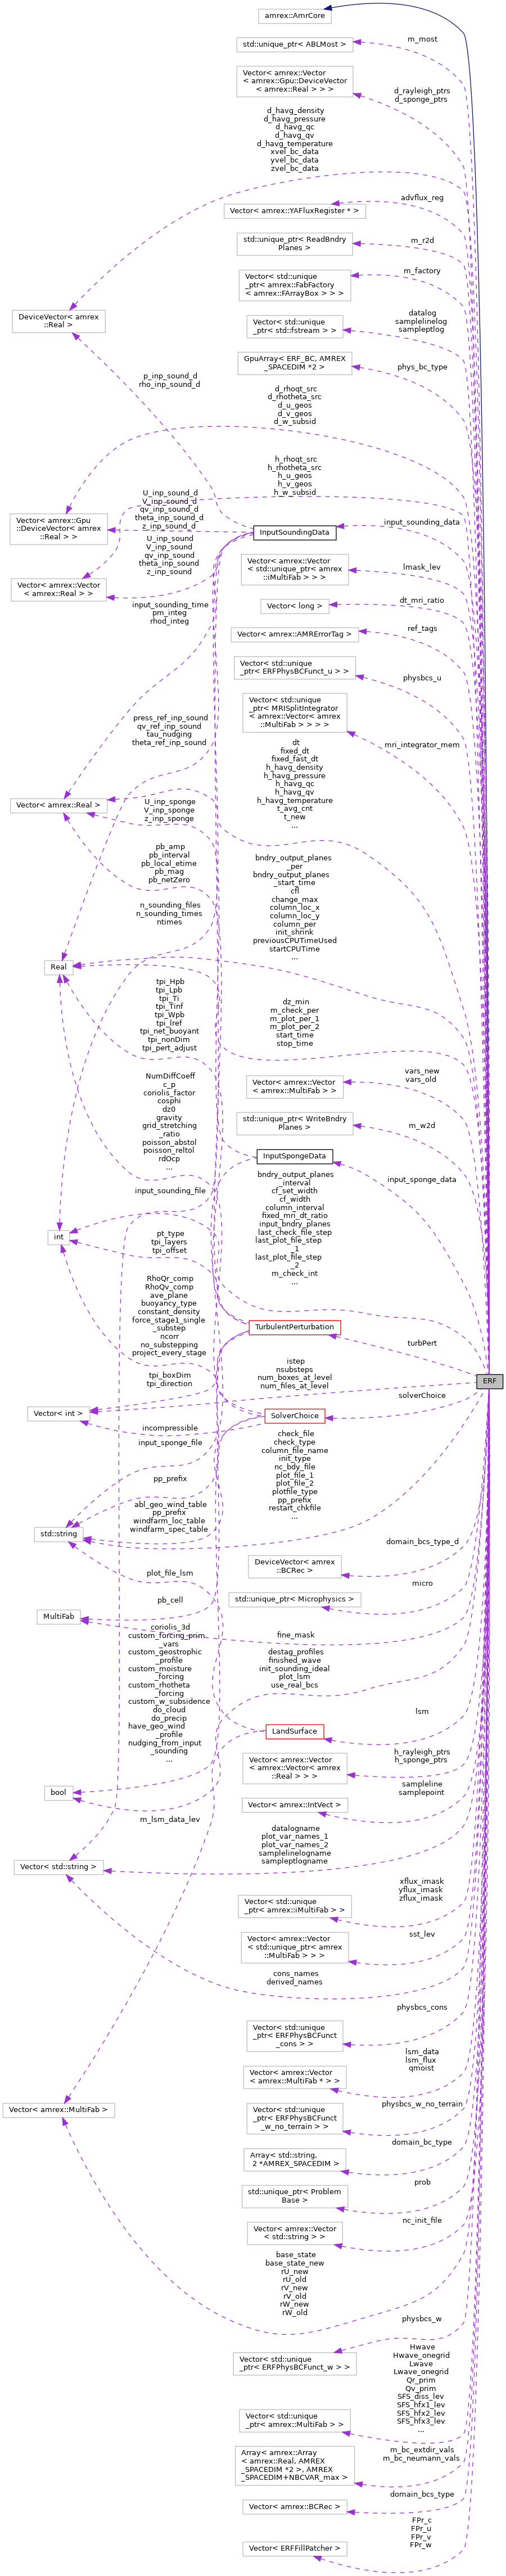 amrex::AmrCore
std::unique_ptr< ABLMost >
m_most
Vector< amrex::Vector
< amrex::Gpu::DeviceVector
< amrex::Real > > >
d_rayleigh_ptrs
d_sponge_ptrs
d_havg_density
d_havg_pressure
d_havg_qc
d_havg_qv
d_havg_temperature
xvel_bc_data
yvel_bc_data
zvel_bc_data
advflux_reg
Vector< amrex::YAFluxRegister * >
std::unique_ptr< ReadBndry
Planes >
m_r2d
Vector< std::unique
_ptr< amrex::FabFactory
< amrex::FArrayBox > > >
m_factory
DeviceVector< amrex
::Real >
Vector< std::unique
_ptr< std::fstream > >
datalog
samplelinelog
sampleptlog
GpuArray< ERF_BC, AMREX
_SPACEDIM *2 >
phys_bc_type
p_inp_sound_d
rho_inp_sound_d
d_rhoqt_src
d_rhotheta_src
d_u_geos
d_v_geos
d_w_subsid
h_rhoqt_src
h_rhotheta_src
h_u_geos
h_v_geos
h_w_subsid
U_inp_sound_d
V_inp_sound_d
qv_inp_sound_d
theta_inp_sound_d
z_inp_sound_d
Vector< amrex::Gpu
::DeviceVector< amrex
::Real > >
InputSoundingData
input_sounding_data
U_inp_sound
V_inp_sound
qv_inp_sound
theta_inp_sound
z_inp_sound
Vector< amrex::Vector
< std::unique_ptr< amrex
::iMultiFab > > >
lmask_lev
Vector< amrex::Vector
< amrex::Real > >
Vector< long >
dt_mri_ratio
input_sounding_time
pm_integ
rhod_integ
Vector< amrex::AMRErrorTag >
ref_tags
Vector< std::unique
_ptr< ERFPhysBCFunct_u > >
physbcs_u
Vector< std::unique
_ptr< MRISplitIntegrator
< amrex::Vector< amrex
::MultiFab > > > >
mri_integrator_mem
press_ref_inp_sound
qv_ref_inp_sound
tau_nudging
theta_ref_inp_sound
dt
fixed_dt
fixed_fast_dt
h_havg_density
h_havg_pressure
h_havg_qc
h_havg_qv
h_havg_temperature
t_avg_cnt
t_new
...
Vector< amrex::Real >
U_inp_sponge
V_inp_sponge
z_inp_sponge
pb_amp
pb_interval
pb_local_etime
pb_mag
pb_netZero
bndry_output_planes
_per
bndry_output_planes
_start_time
cfl
change_max
column_loc_x
column_loc_y
column_per
init_shrink
previousCPUTimeUsed
startCPUTime
...
n_sounding_files
n_sounding_times
ntimes
Real
tpi_Hpb
tpi_Lpb
tpi_Ti
tpi_Tinf
tpi_Wpb
tpi_lref
tpi_net_buoyant
tpi_nonDim
tpi_pert_adjust
dz_min
m_check_per
m_plot_per_1
m_plot_per_2
start_time
stop_time
NumDiffCoeff
c_p
coriolis_factor
cosphi
dz0
gravity
grid_stretching
_ratio
poisson_abstol
poisson_reltol
rdOcp
...
Vector< amrex::Vector
< amrex::MultiFab > >
vars_new
vars_old
std::unique_ptr< WriteBndry
Planes >
m_w2d
InputSpongeData
input_sponge_data
input_sounding_file
bndry_output_planes
_interval
cf_set_width
cf_width
column_interval
fixed_mri_dt_ratio
input_bndry_planes
last_check_file_step
last_plot_file_step
_1
last_plot_file_step
_2
m_check_int
...
int
pt_type
tpi_layers
tpi_offset
RhoQr_comp
RhoQv_comp
ave_plane
buoyancy_type
constant_density
force_stage1_single
_substep
ncorr
no_substepping
project_every_stage
TurbulentPerturbation
turbPert
istep
nsubsteps
num_boxes_at_level
num_files_at_level
ERF
tpi_boxDim
tpi_direction
solverChoice
Vector< int >
SolverChoice
incompressible
input_sponge_file
check_file
check_type
column_file_name
init_type
nc_bdy_file
plot_file_1
plot_file_2
plotfile_type
pp_prefix
restart_chkfile
...
pp_prefix
abl_geo_wind_table
pp_prefix
windfarm_loc_table
windfarm_spec_table
std::string
domain_bcs_type_d
DeviceVector< amrex
::BCRec >
plot_file_lsm
micro
std::unique_ptr< Microphysics >
pb_cell
MultiFab
fine_mask
coriolis_3d
custom_forcing_prim
_vars
custom_geostrophic
_profile
custom_moisture
_forcing
custom_rhotheta
_forcing
custom_w_subsidence
do_cloud
do_precip
have_geo_wind
_profile
nudging_from_input
_sounding
...
destag_profiles
finished_wave
init_sounding_ideal
plot_lsm
use_real_bcs
lsm
LandSurface
Vector< amrex::Vector
< amrex::Vector< amrex
::Real > > >
h_rayleigh_ptrs
h_sponge_ptrs
bool
Vector< amrex::IntVect >
sampleline
samplepoint
m_lsm_data_lev
datalogname
plot_var_names_1
plot_var_names_2
samplelinelogname
sampleptlogname
Vector< std::string >
Vector< std::unique
_ptr< amrex::iMultiFab > >
xflux_imask
yflux_imask
zflux_imask
Vector< amrex::Vector
< std::unique_ptr< amrex
::MultiFab > > >
sst_lev
cons_names
derived_names
Vector< std::unique
_ptr< ERFPhysBCFunct
_cons > >
physbcs_cons
Vector< amrex::Vector
< amrex::MultiFab * > >
lsm_data
lsm_flux
qmoist
Vector< amrex::MultiFab >
Vector< std::unique
_ptr< ERFPhysBCFunct
_w_no_terrain > >
physbcs_w_no_terrain
Array< std::string,
2 *AMREX_SPACEDIM >
domain_bc_type
std::unique_ptr< Problem
Base >
prob
Vector< amrex::Vector
< std::string > >
nc_init_file
base_state
base_state_new
rU_new
rU_old
rV_new
rV_old
rW_new
rW_old
physbcs_w
Vector< std::unique
_ptr< ERFPhysBCFunct_w > >
Hwave
Hwave_onegrid
Lwave
Lwave_onegrid
Qr_prim
Qv_prim
SFS_diss_lev
SFS_hfx1_lev
SFS_hfx2_lev
SFS_hfx3_lev
...
Vector< std::unique
_ptr< amrex::MultiFab > >
Array< amrex::Array
< amrex::Real, AMREX
_SPACEDIM *2 >, AMREX
_SPACEDIM+NBCVAR_max >
m_bc_extdir_vals
m_bc_neumann_vals
Vector< amrex::BCRec >
domain_bcs_type
FPr_c
FPr_u
FPr_v
FPr_w
Vector< ERFFillPatcher >